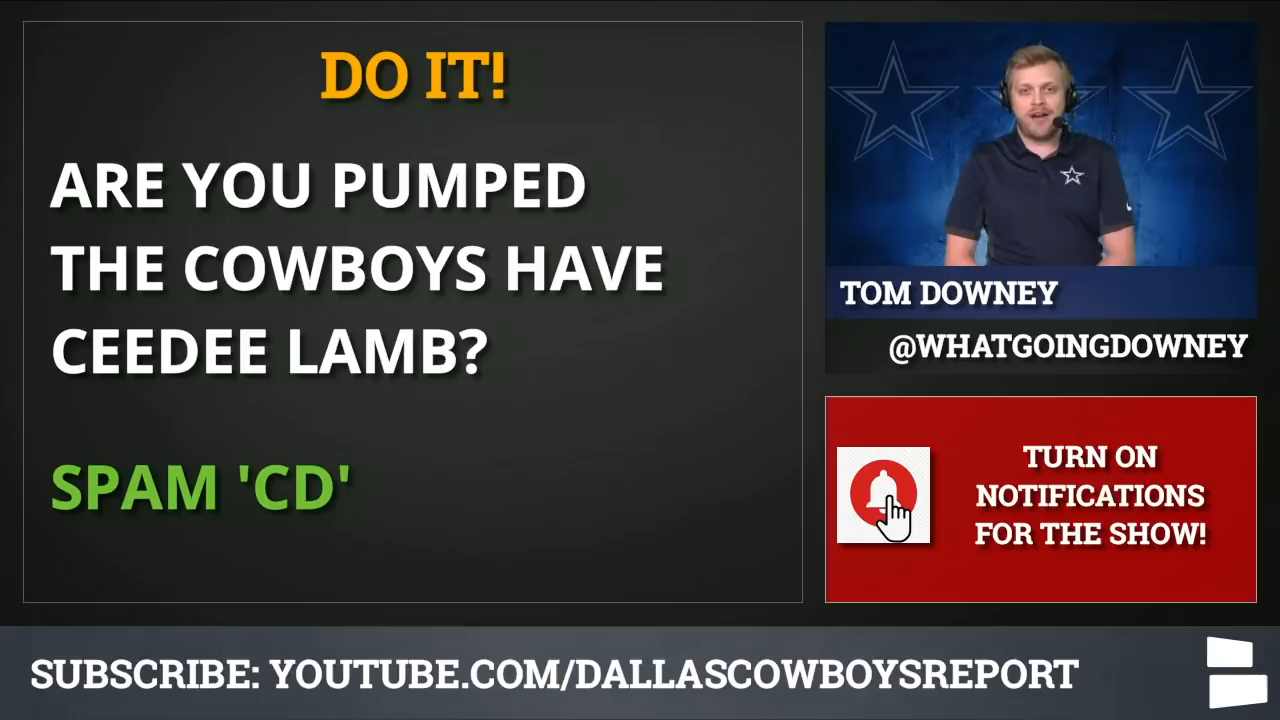 DO IT!
ARE YOU PUMPED
THE COWBOYS HAVE
CEEDEE LAMB?
SPAM 'CD'
TOM DOWNEY
@WHATGOINGDOWNEY
TURN ON
NOTIFICATIONS
FOR THE SHOW!
SUBSCRIBE: YOUTUBE.COM/DALLASCOWBOYSREPORT